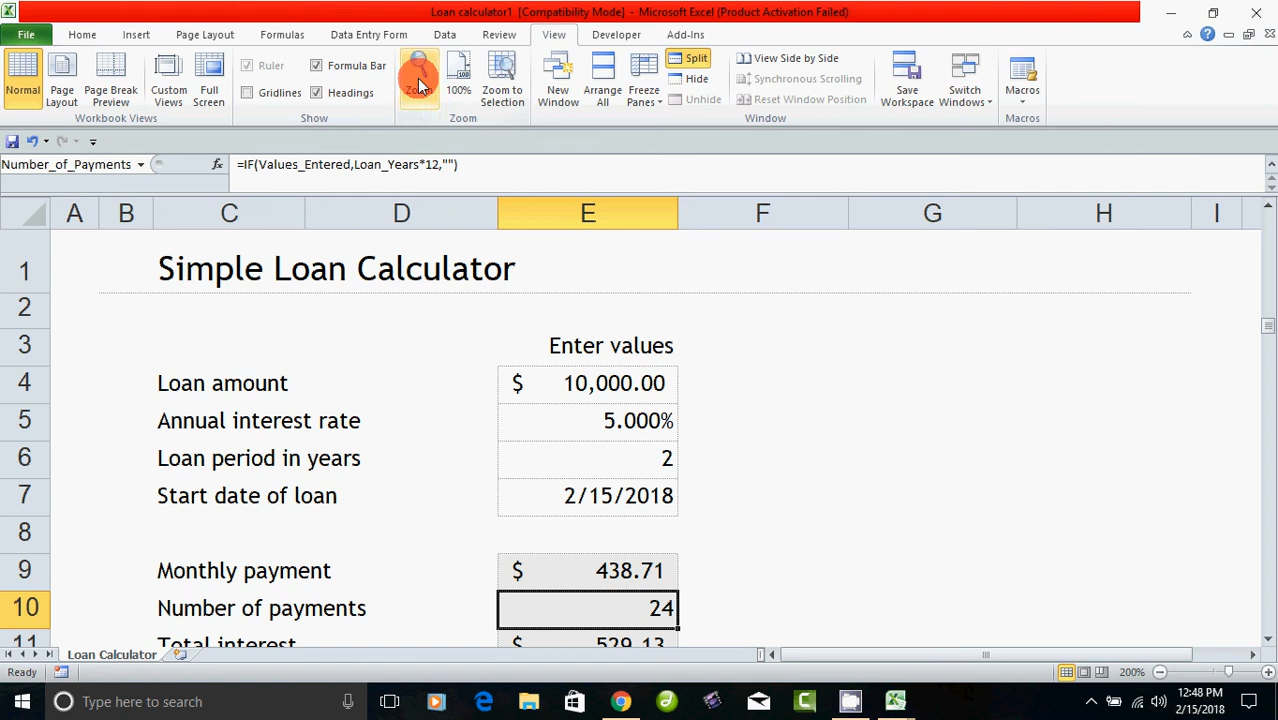 Loan calculator1 [Compatibility Mode] - Microsoft Excel (Product Activation Failed)
File Home Insert Page Layout Formulas Data Entry Form Data Review View Developer Add-Ins
Normal Page Layout Page Break Preview Custom Views Full Screen
Workbook Views
Ruler Formula Bar
Gridlines Headings
Show
Zoom 100% Zoom to Selection
Zoom
New Window Arrange All Freeze Panes
Split
Hide
Unhide
View Side by Side
Synchronous Scrolling
Reset Window Position
Save Workspace Switch Windows
Window
Macros
Macros
Number_of_Payments fx =IF(Values_Entered,Loan_Years*12,"")
A B C D E F G H I
1 Simple Loan Calculator
2
3 Enter values
4 Loan amount $ 10,000.00
5 Annual interest rate 5.000%
6 Loan period in years 2
7 Start date of loan 2/15/2018
8
9 Monthly payment $ 438.71
10 Number of payments 24
11 Total interest $ 529.13
Loan Calculator
Ready 200%
Type here to search
12:48 PM
2/15/2018